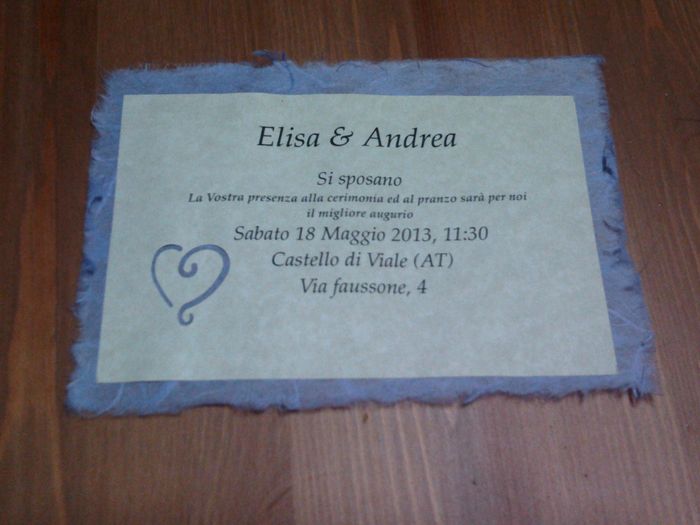 Elisa & Andrea
Si sposano
La Vostra presenza alla cerimonia ed al pranzo sarà per noi
il migliore augurio
Sabato 18 Maggio 2013, 11:30
Castello di Viale (AT)
Via faussone, 4